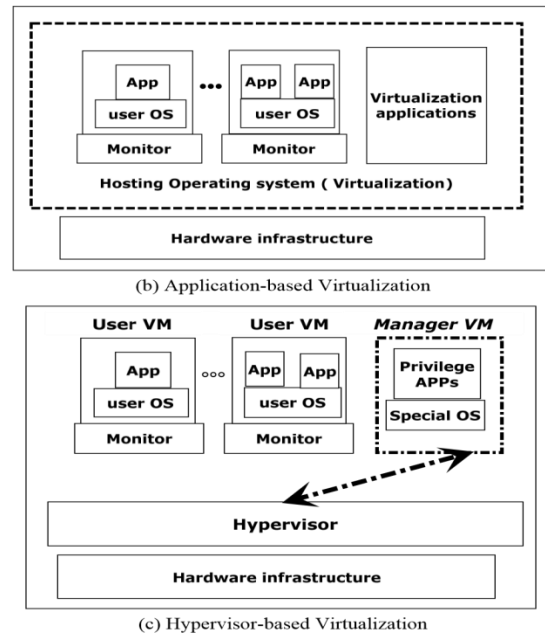 App
App App
user OS
user OS
Virtualization
applications
Monitor
Monitor
Hosting Operating system ( Virtualization)
Hardware infrastructure
(b) Application-based Virtualization
User VM
User VM
Manager VM
App
App
App
Privilege
APPs
user OS
user OS
Special OS
Monitor
Monitor
Hypervisor
Hardware infrastructure
(c) Hypervisor-based Virtualization